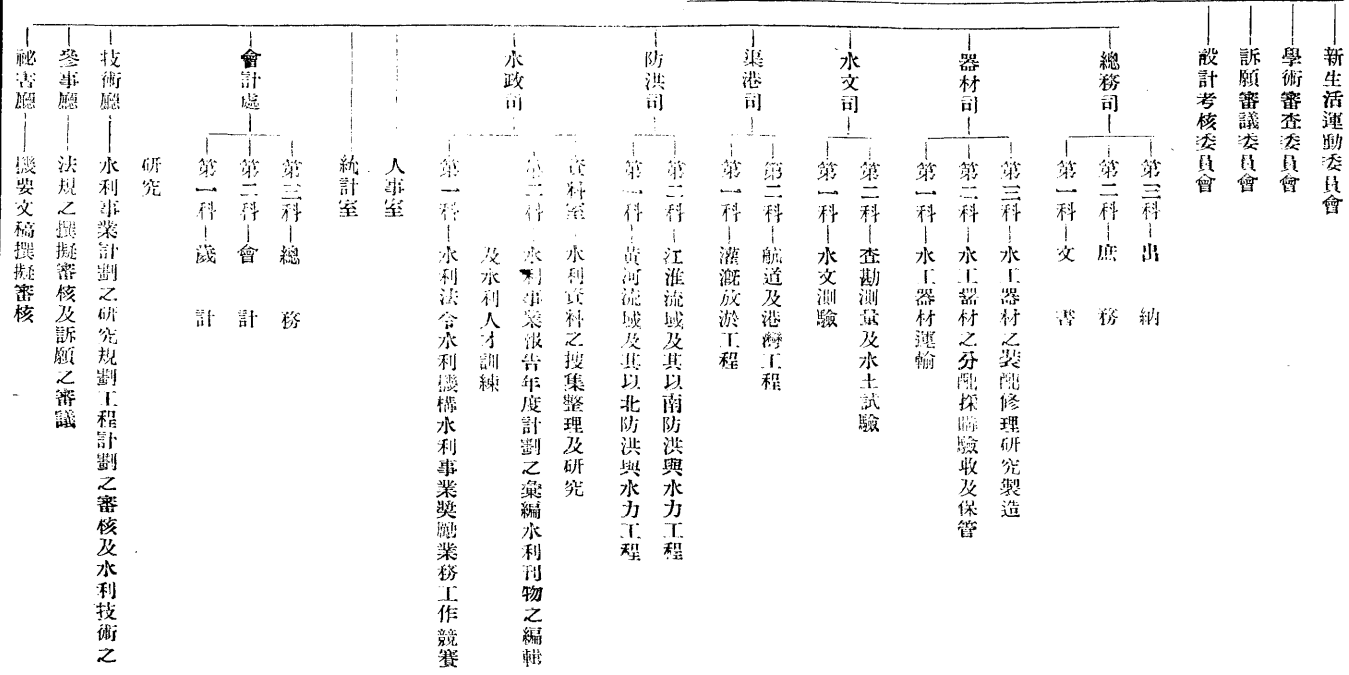 新生活運動委員會
學術審查委員會
訴願審議委員會
設計考核委員會
總務司
第三科 出納
第二科 庶務
第一科 文書
器材司
第三科 水工器材之裝配修理研究製造
第二科 水工器材之分配採購驗收及保管
第一科 水工器材運輸
水文司
第二科 查勘測量及水土試驗
第一科 水文測驗
渠港司
第二科 航道及港灣工程
第一科 灌漑放淤工程
防洪司
第二科 江淮流域及其以南防洪與水力工程
第一科 黃河流域及其以北防洪與水力工程
水政司
資料室 水利資料之搜集整理及研究
第二科 水利事業報告年度計劃之彙編水利刊物之編輯
及水利人才訓練
第一科 水利法令水利機構水利事業獎勵業務工作競賽
人事室
統計室
會計處
第三科 總務
第二科 會計
第一科 歲計
技術廳 水利事業計劃之研究規劃工程計劃之審核及水利技術之
研究
參事廳 法規之撰擬審核及訴願之審議
祕書廳 機要文稿撰擬審核